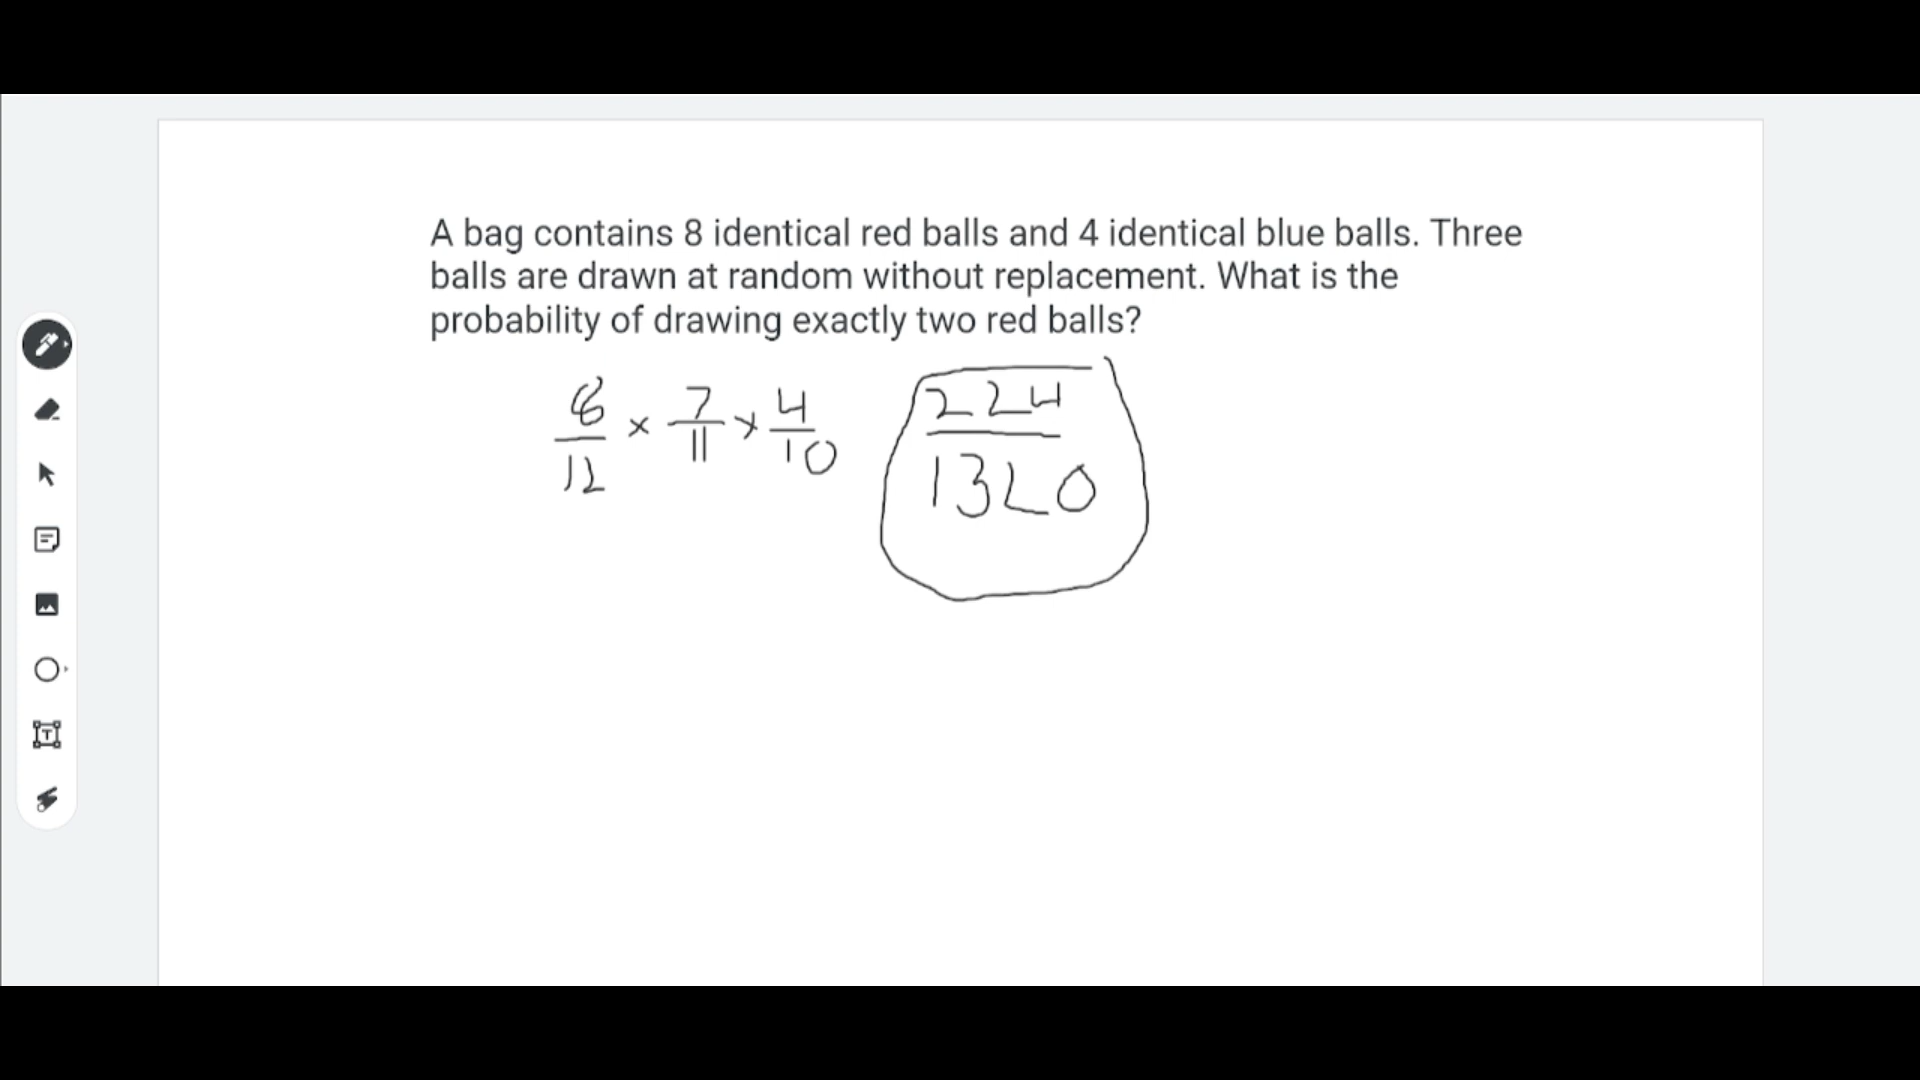 A bag contains 8 identical red balls and 4 identical blue balls. Three
balls are drawn at random without replacement. What is the
probability of drawing exactly two red balls?
8/12 × 7/11 × 4/10
224/1320